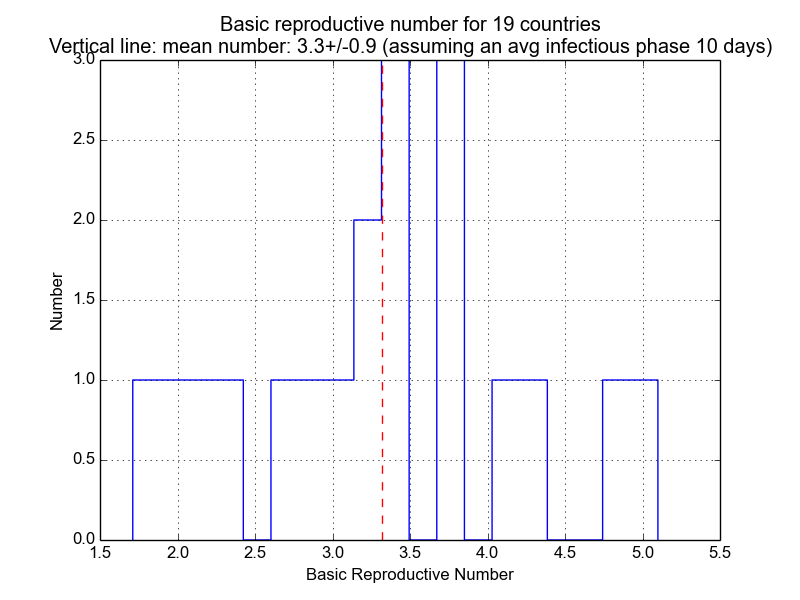 Basic reproductive number for 19 countries
Vertical line: mean number: 3.3+/-0.9 (assuming an avg infectious phase 10 days)
3.0
2.5
2.0
1.5
1.0
0.5
0.0
Number
1.5 2.0 2.5 3.0 3.5 4.0 4.5 5.0 5.5
Basic Reproductive Number